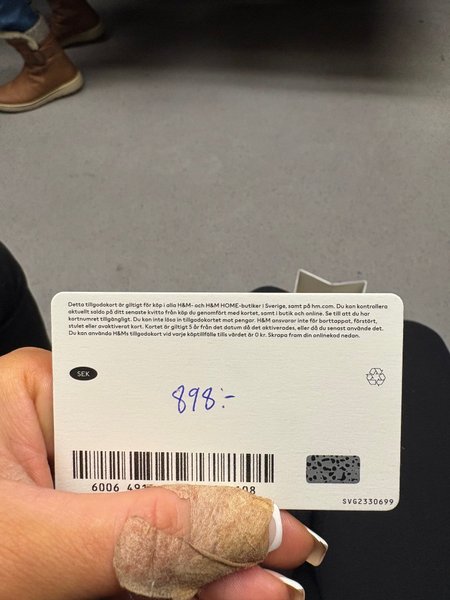 Detta tillgodokort är giltigt för köp i alla H&M- och H&M HOME-butiker i Sverige, samt på hm.com. Du kan kontrollera
aktuellt saldo på ditt senaste kvitto från köp du genomfört med kortet, samt i butik och online. Se till att du har
kortnumret tillgängligt. Du kan inte lösa in tillgodokortet mot pengar. H&M ansvarar inte för borttappat, förstört,
stulet eller avaktiverat kort. Kortet är giltigt 5 år från det datum då det aktiverades, eller då du senast använde det.
Du kan använda H&Ms tillgodokort vid varje köptillfälle tills värdet är 0 kr. Skrapa fram din onlinekod nedan.
SEK
898:-
6006
SVG2330699